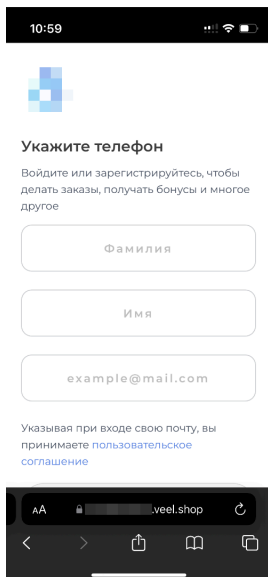 10:59
Укажите телефон
Войдите или зарегистрируйтесь, чтобы
делать заказы, получать бонусы и многое
другое
Фамилия
Имя
example@mail.com
Указывая при входе свою почту, вы
принимаете пользовательское
соглашение
AA
.veel.shop